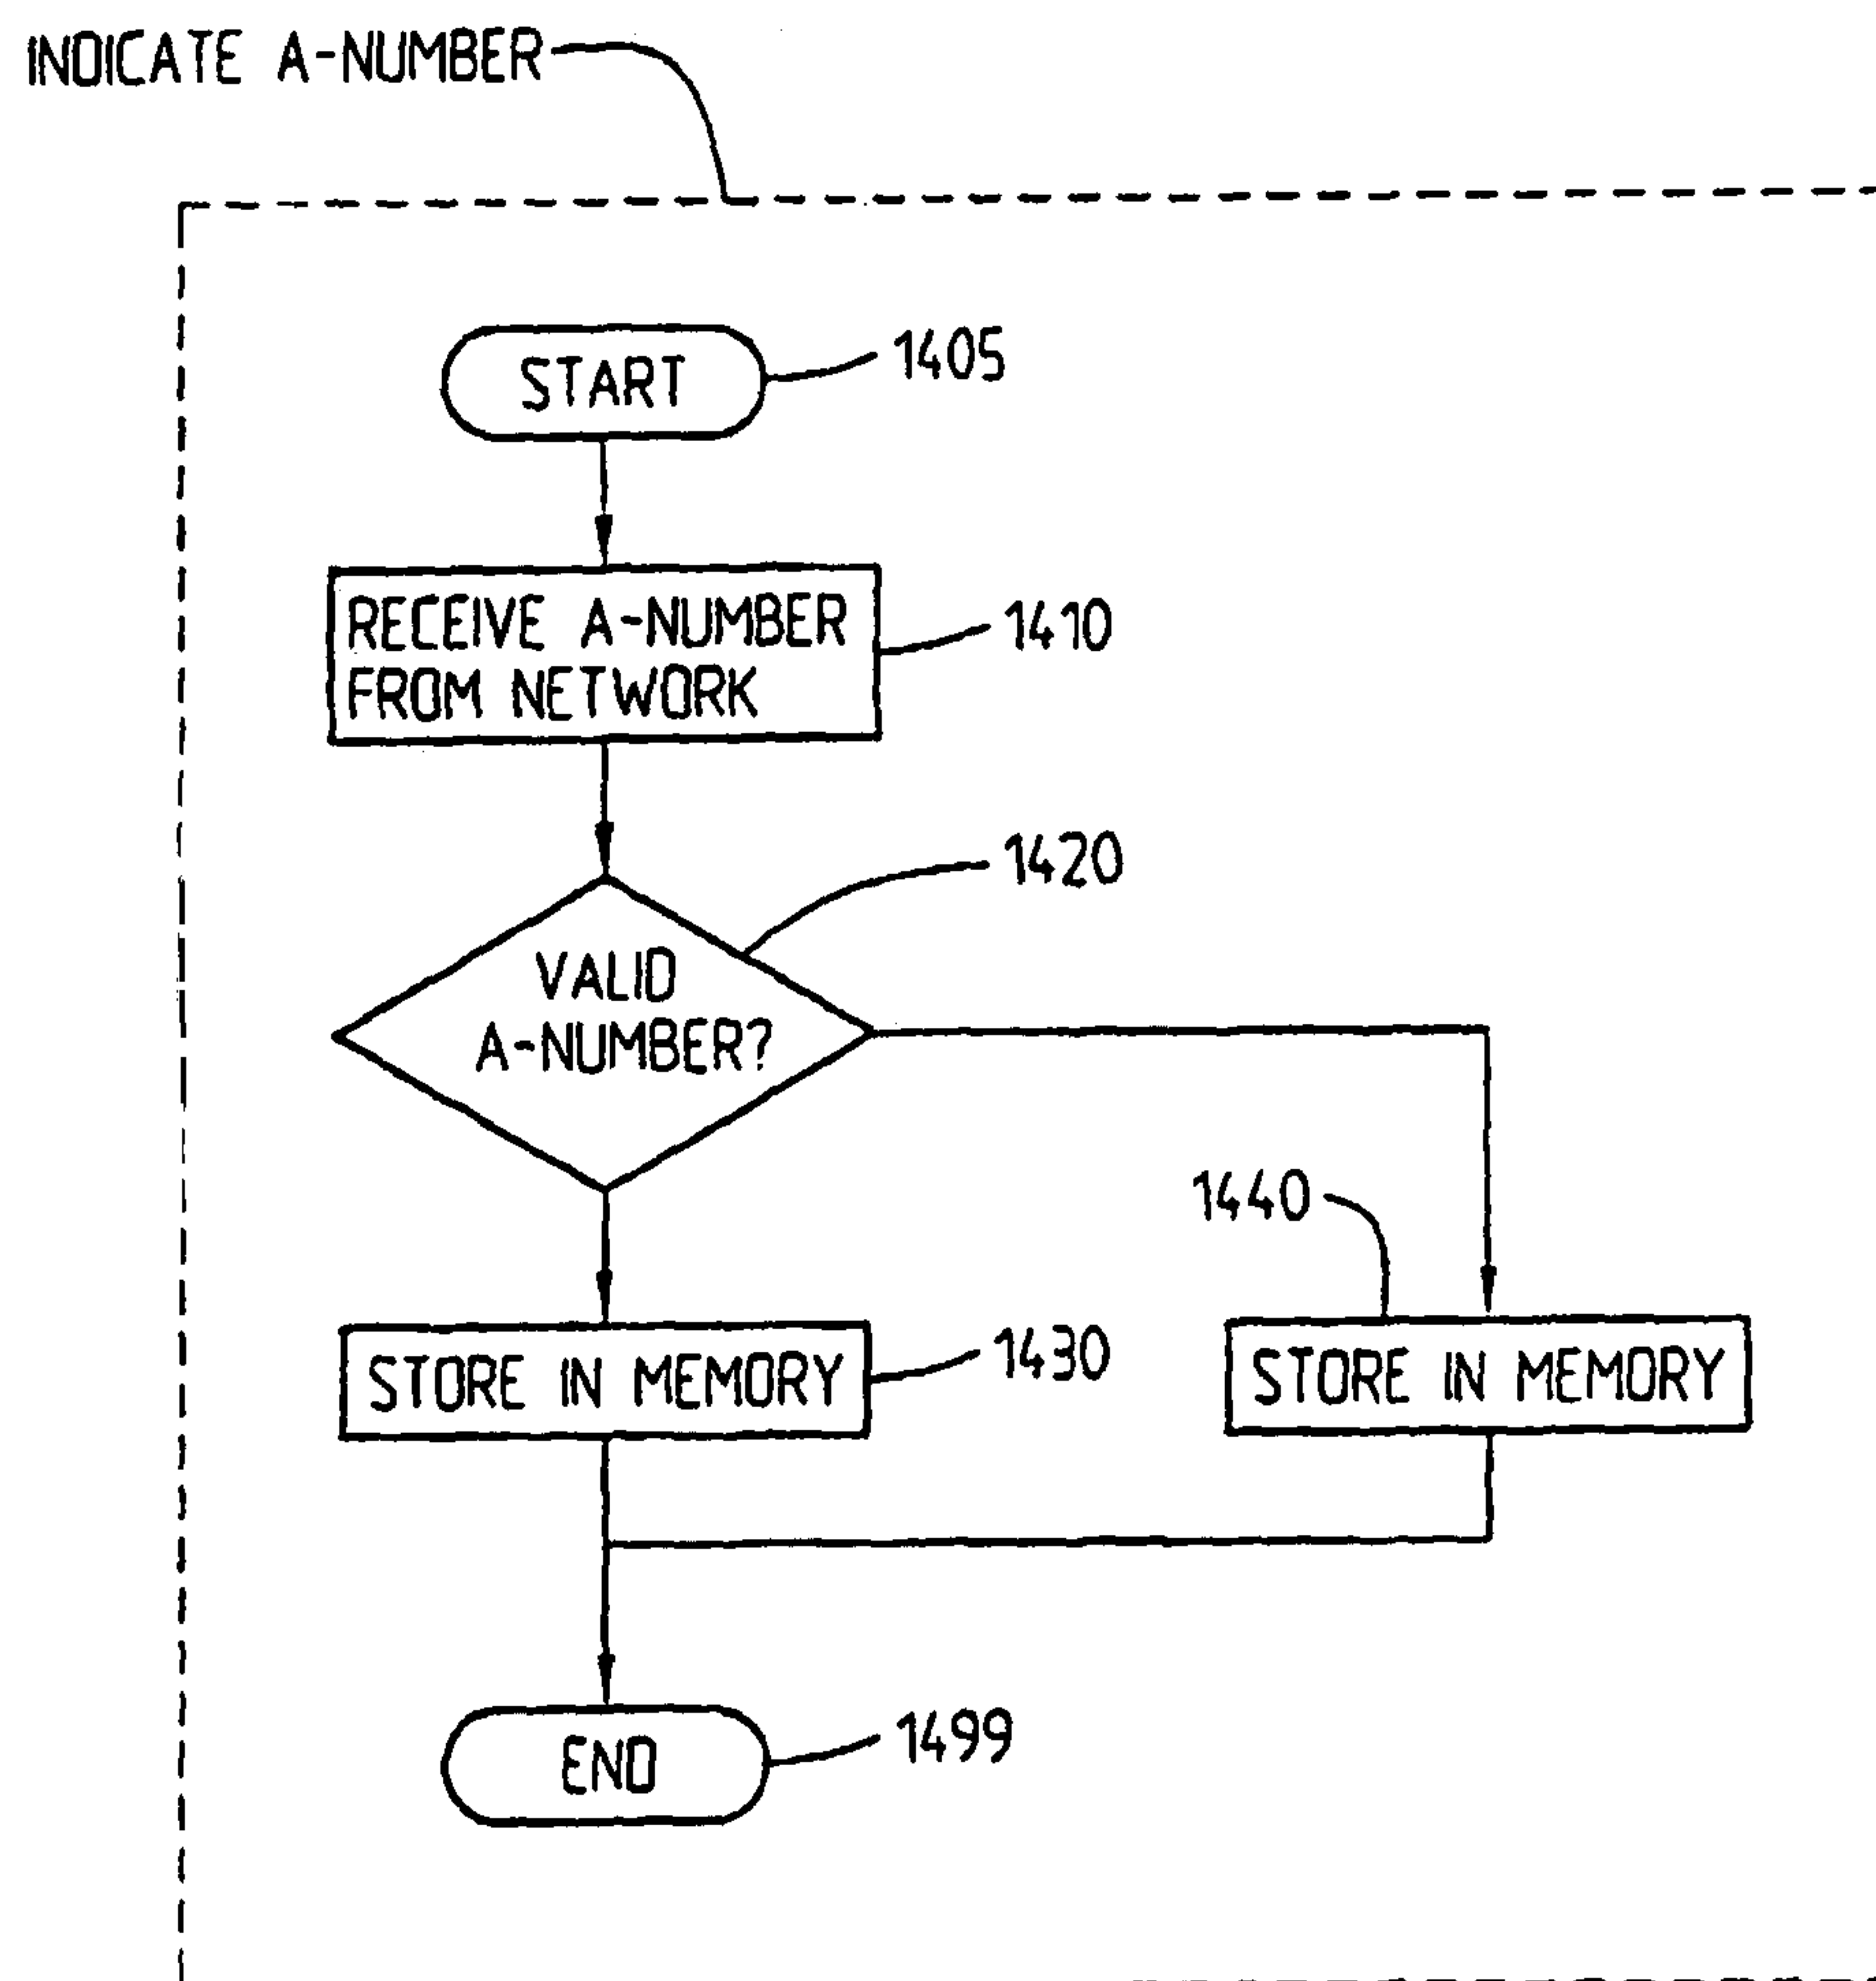 INDICATE A-NUMBER
START
1405
RECEIVE A-NUMBER
FROM NETWORK
1410
1420
VALID
A-NUMBER?
1440
STORE IN MEMORY
1430
STORE IN MEMORY
END
1499